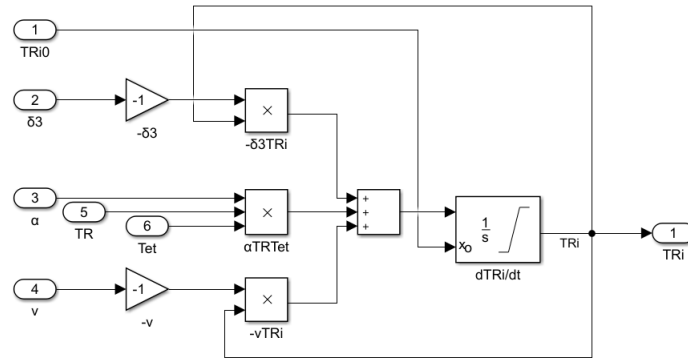 1
TRi0
2
δ3
-1
-δ3
×
-δ3TRi
3
α
5
TR
6
Tet
×
αTRTet
+
+
+
1
s
xo
dTRi/dt
TRi
1
TRi
4
v
-1
-v
×
-vTRi